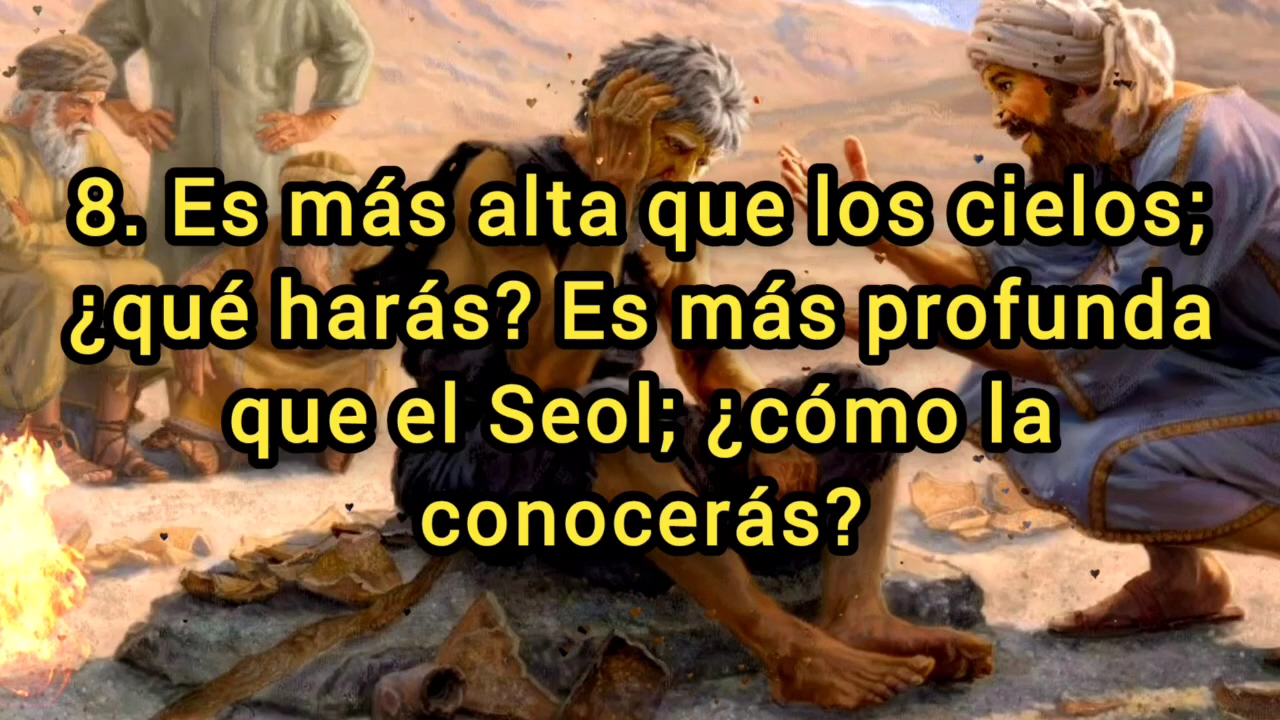 8. Es más alta que los cielos;
¿qué harás? Es más profunda
que el Seol; ¿cómo la
conocerás?